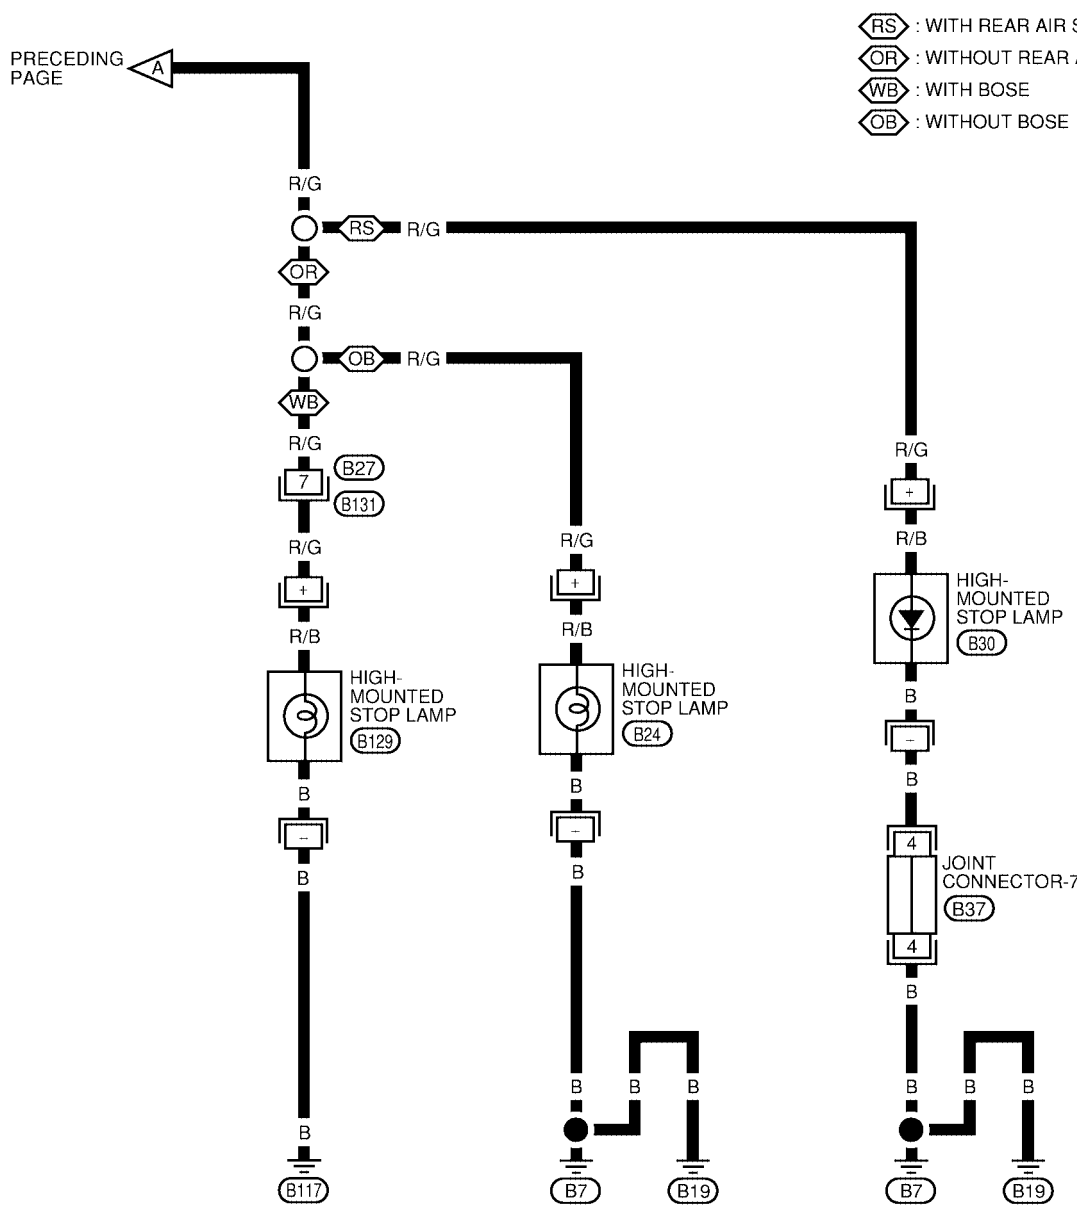 PRECEDING
PAGE
A
RS : WITH REAR AIR S
OR : WITHOUT REAR A
WB : WITH BOSE
OB : WITHOUT BOSE
R/G
RS
R/G
OR
R/G
OB
R/G
WB
R/G
7
B27
B131
R/G
+
R/B
HIGH-
MOUNTED
STOP LAMP
B129
B
–
B
B
B117
R/G
+
R/B
HIGH-
MOUNTED
STOP LAMP
B24
B
–
B
B
B
B
B7
B19
R/G
+
R/B
HIGH-
MOUNTED
STOP LAMP
B30
B
–
B
4
JOINT
CONNECTOR-7
B37
4
B
B
B
B
B7
B19